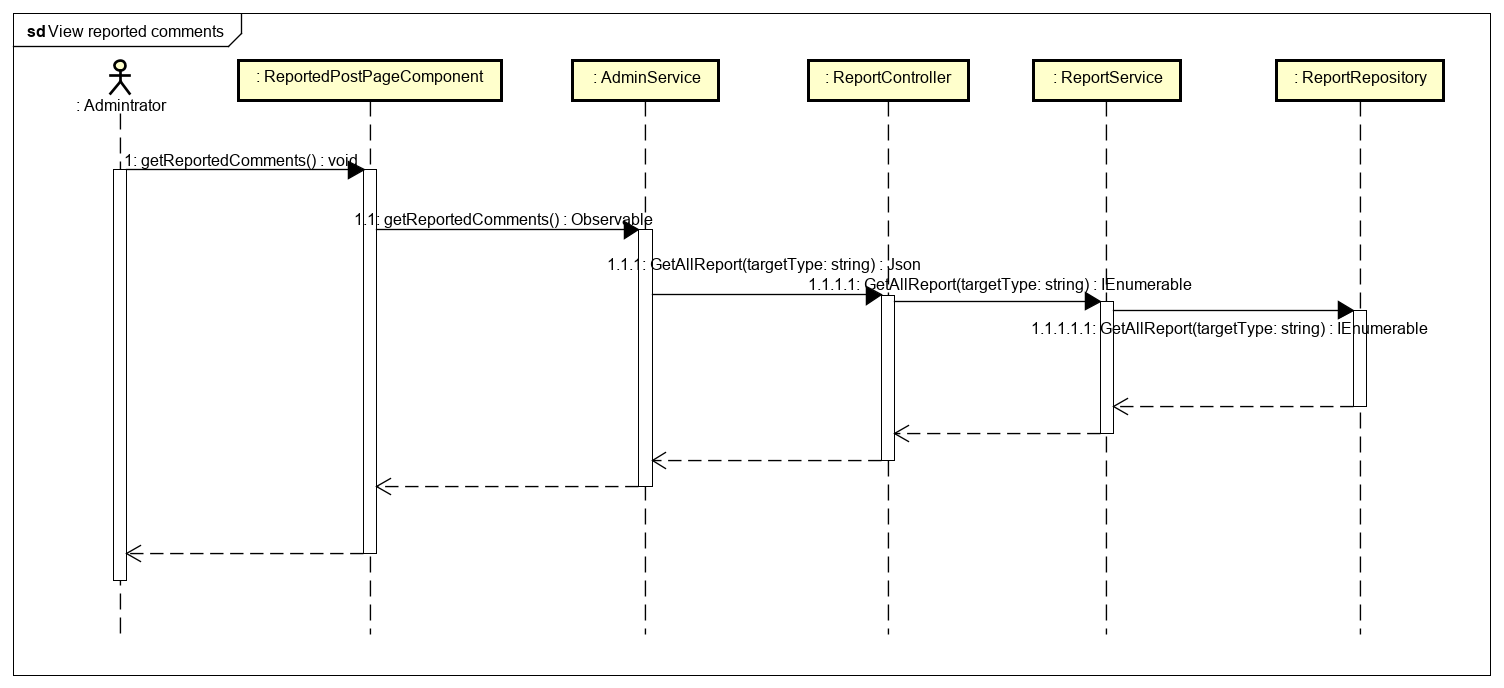 sd View reported comments
: Admintrator
: ReportedPostPageComponent
: AdminService
: ReportController
: ReportService
: ReportRepository
1: getReportedComments() : void
1.1: getReportedComments() : Observable
1.1.1: GetAllReport(targetType: string) : Json
1.1.1.1: GetAllReport(targetType: string) : IEnumerable
1.1.1.1.1: GetAllReport(targetType: string) : IEnumerable